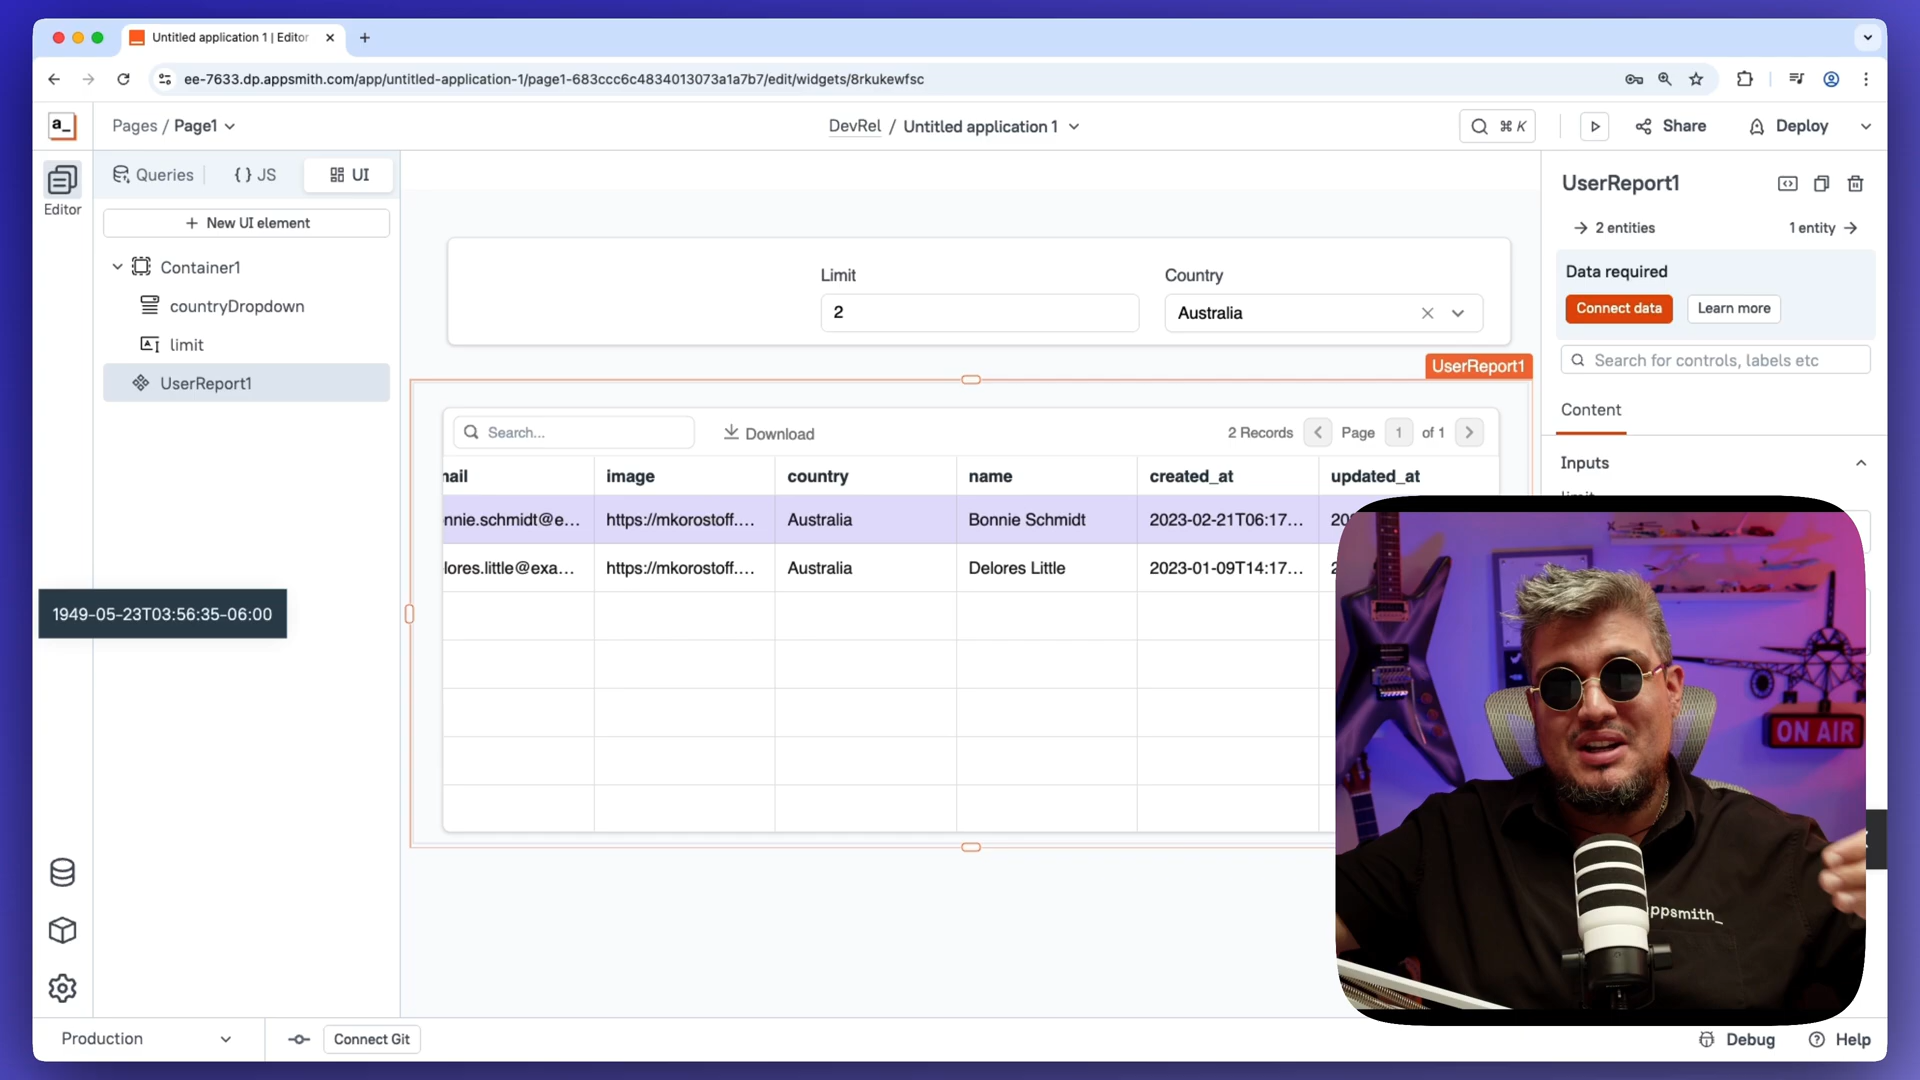 Untitled application 1 | Editor
ee-7633.dp.appsmith.com/app/untitled-application-1/page1-683ccc6c4834013073a1a7b7/edit/widgets/8rkukewfsc
a_
Pages / Page1
DevRel / Untitled application 1
⌘ K
Share
Deploy
Editor
Queries
{ } JS
UI
+ New UI element
Container1
countryDropdown
limit
UserReport1
1949-05-23T03:56:35-06:00
Limit
Country
2
Australia
UserReport1
Search...
Download
2 Records
Page 1 of 1
nail image country name created_at updated_at
nnie.schmidt@e... https://mkorostoff.... Australia Bonnie Schmidt 2023-02-21T06:17... 20
lores.little@exa... https://mkorostoff.... Australia Delores Little 2023-01-09T14:17... 2
UserReport1
→ 2 entities
1 entity →
Data required
Connect data
Learn more
Search for controls, labels etc
Content
Inputs
limit
ON AIR
ppsmith_
Production
Connect Git
Debug
Help